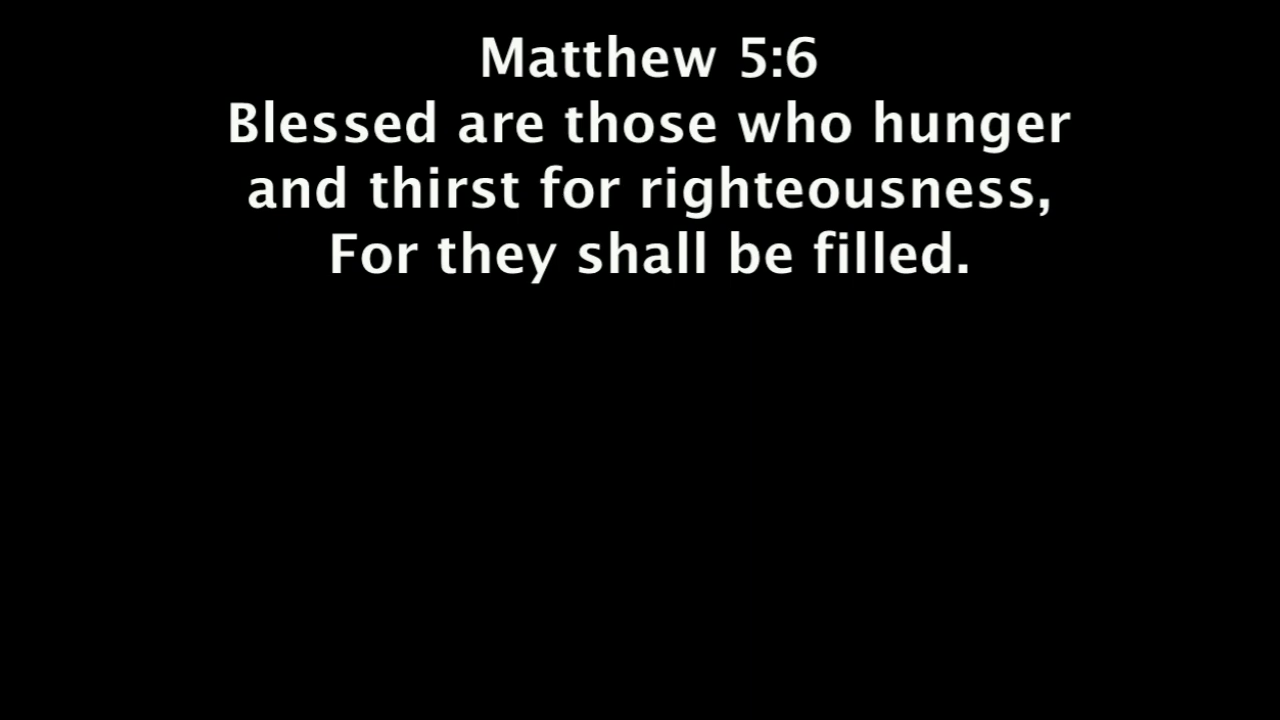 Matthew 5:6
Blessed are those who hunger
and thirst for righteousness,
For they shall be filled.